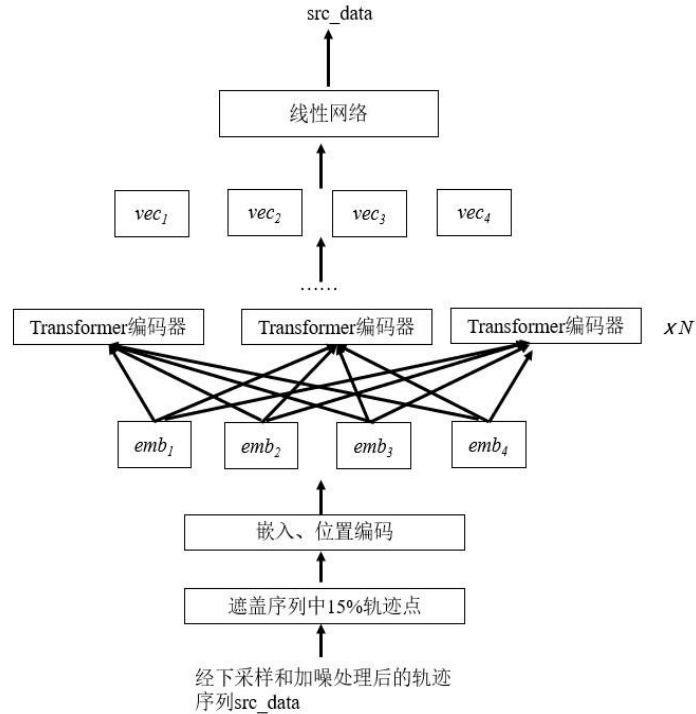 src_data
线性网络
vec1 vec2 vec3 vec4
……
Transformer编码器 Transformer编码器 Transformer编码器 xN
emb1 emb2 emb3 emb4
嵌入、位置编码
遮盖序列中15%轨迹点
经下采样和加噪处理后的轨迹
序列src_data